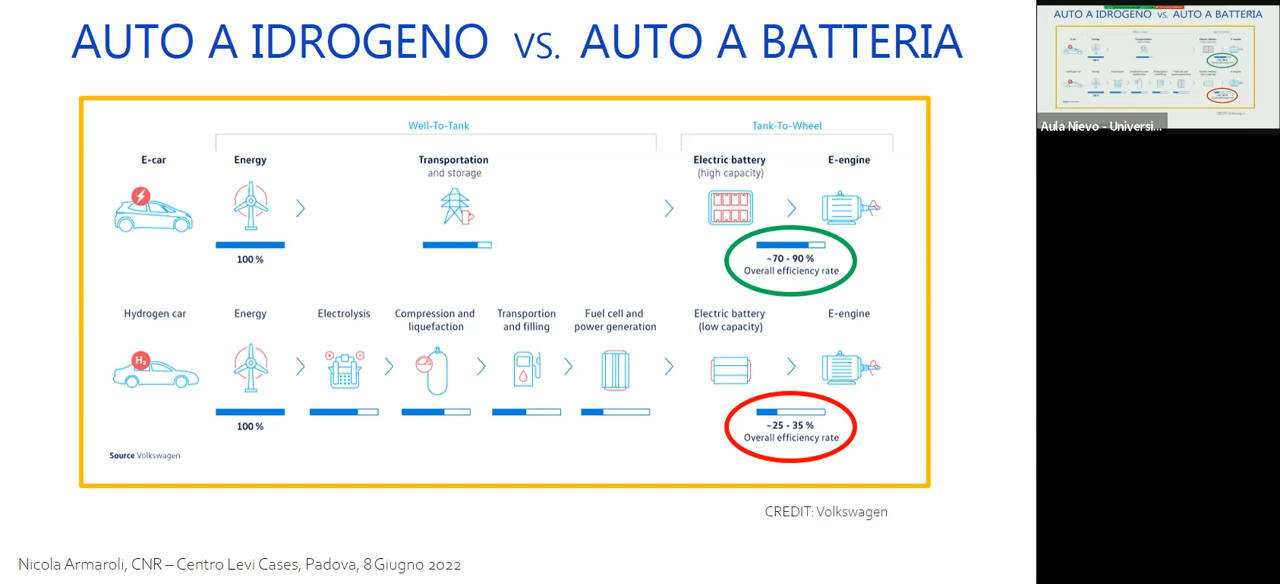 AUTO A IDROGENO VS. AUTO A BATTERIA
Well-To-Tank
Tank-To-Wheel
E-car
Energy
Transportation
and storage
Electric battery
(high capacity)
E-engine
100 %
~70 - 90 %
Overall efficiency rate
Hydrogen car
Energy
Electrolysis
Compression and
liquefaction
Transportion
and filling
Fuel cell and
power generation
Electric battery
(low capacity)
E-engine
H₂
100 %
~25 - 35 %
Overall efficiency rate
Source Volkswagen
CREDIT: Volkswagen
Nicola Armaroli, CNR – Centro Levi Cases, Padova, 8 Giugno 2022
AUTO A IDROGENO VS. AUTO A BATTERIA
Aula Nievo - Universi...